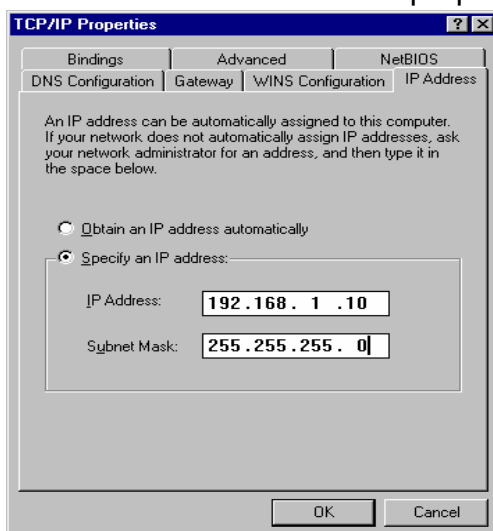 TCP/IP Properties
Bindings Advanced NetBIOS
DNS Configuration Gateway WINS Configuration IP Address
An IP address can be automatically assigned to this computer.
If your network does not automatically assign IP addresses, ask
your network administrator for an address, and then type it in
the space below.
Obtain an IP address automatically
Specify an IP address:
IP Address: 192.168. 1 .10
Subnet Mask: 255.255.255. 0
OK Cancel